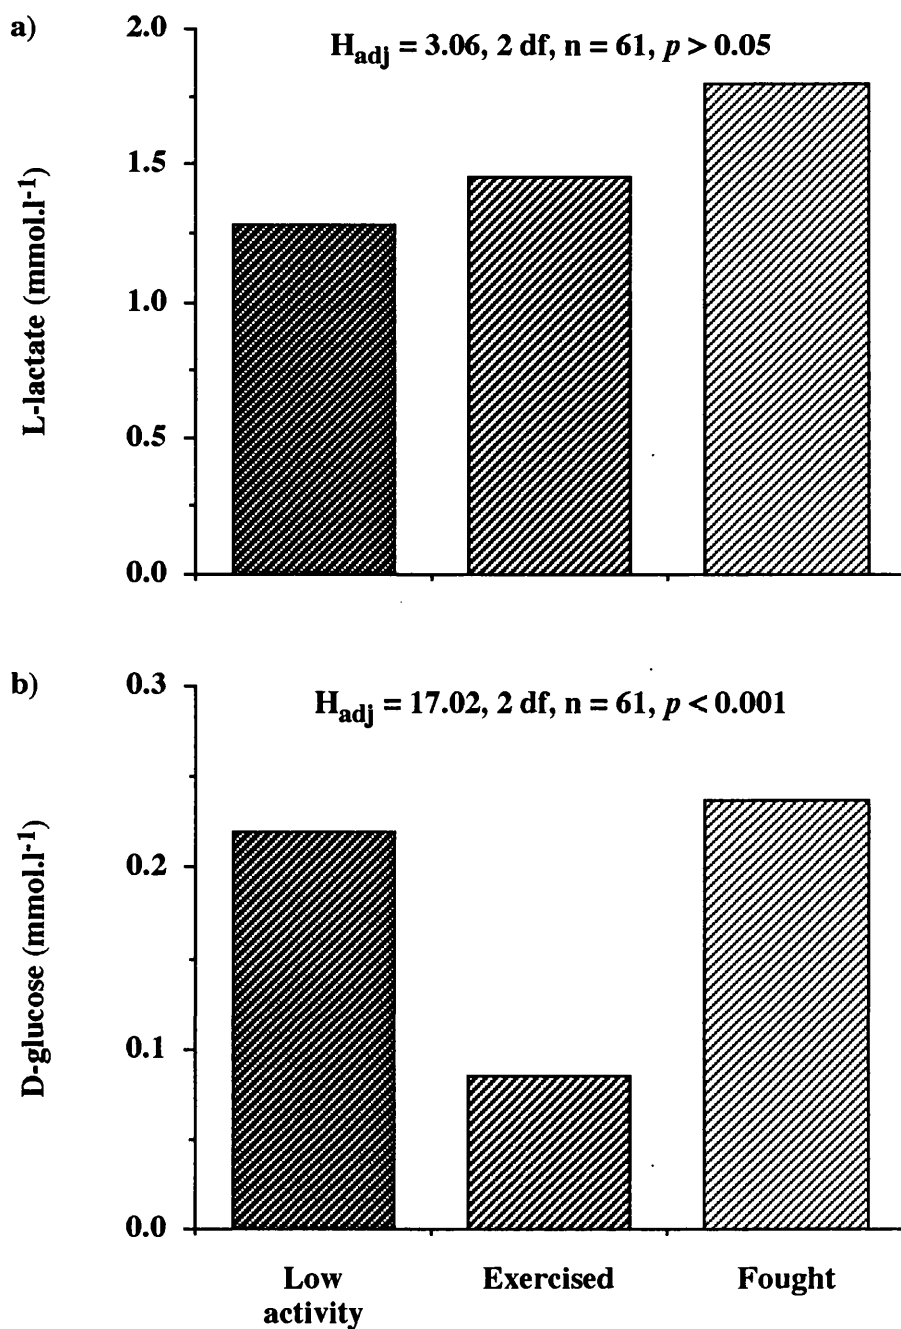 a)
H_adj = 3.06, 2 df, n = 61, p > 0.05
L-lactate (mmol.l⁻¹)
2.0
1.5
1.0
0.5
0.0
b)
H_adj = 17.02, 2 df, n = 61, p < 0.001
D-glucose (mmol.l⁻¹)
0.3
0.2
0.1
0.0
Low
activity
Exercised
Fought